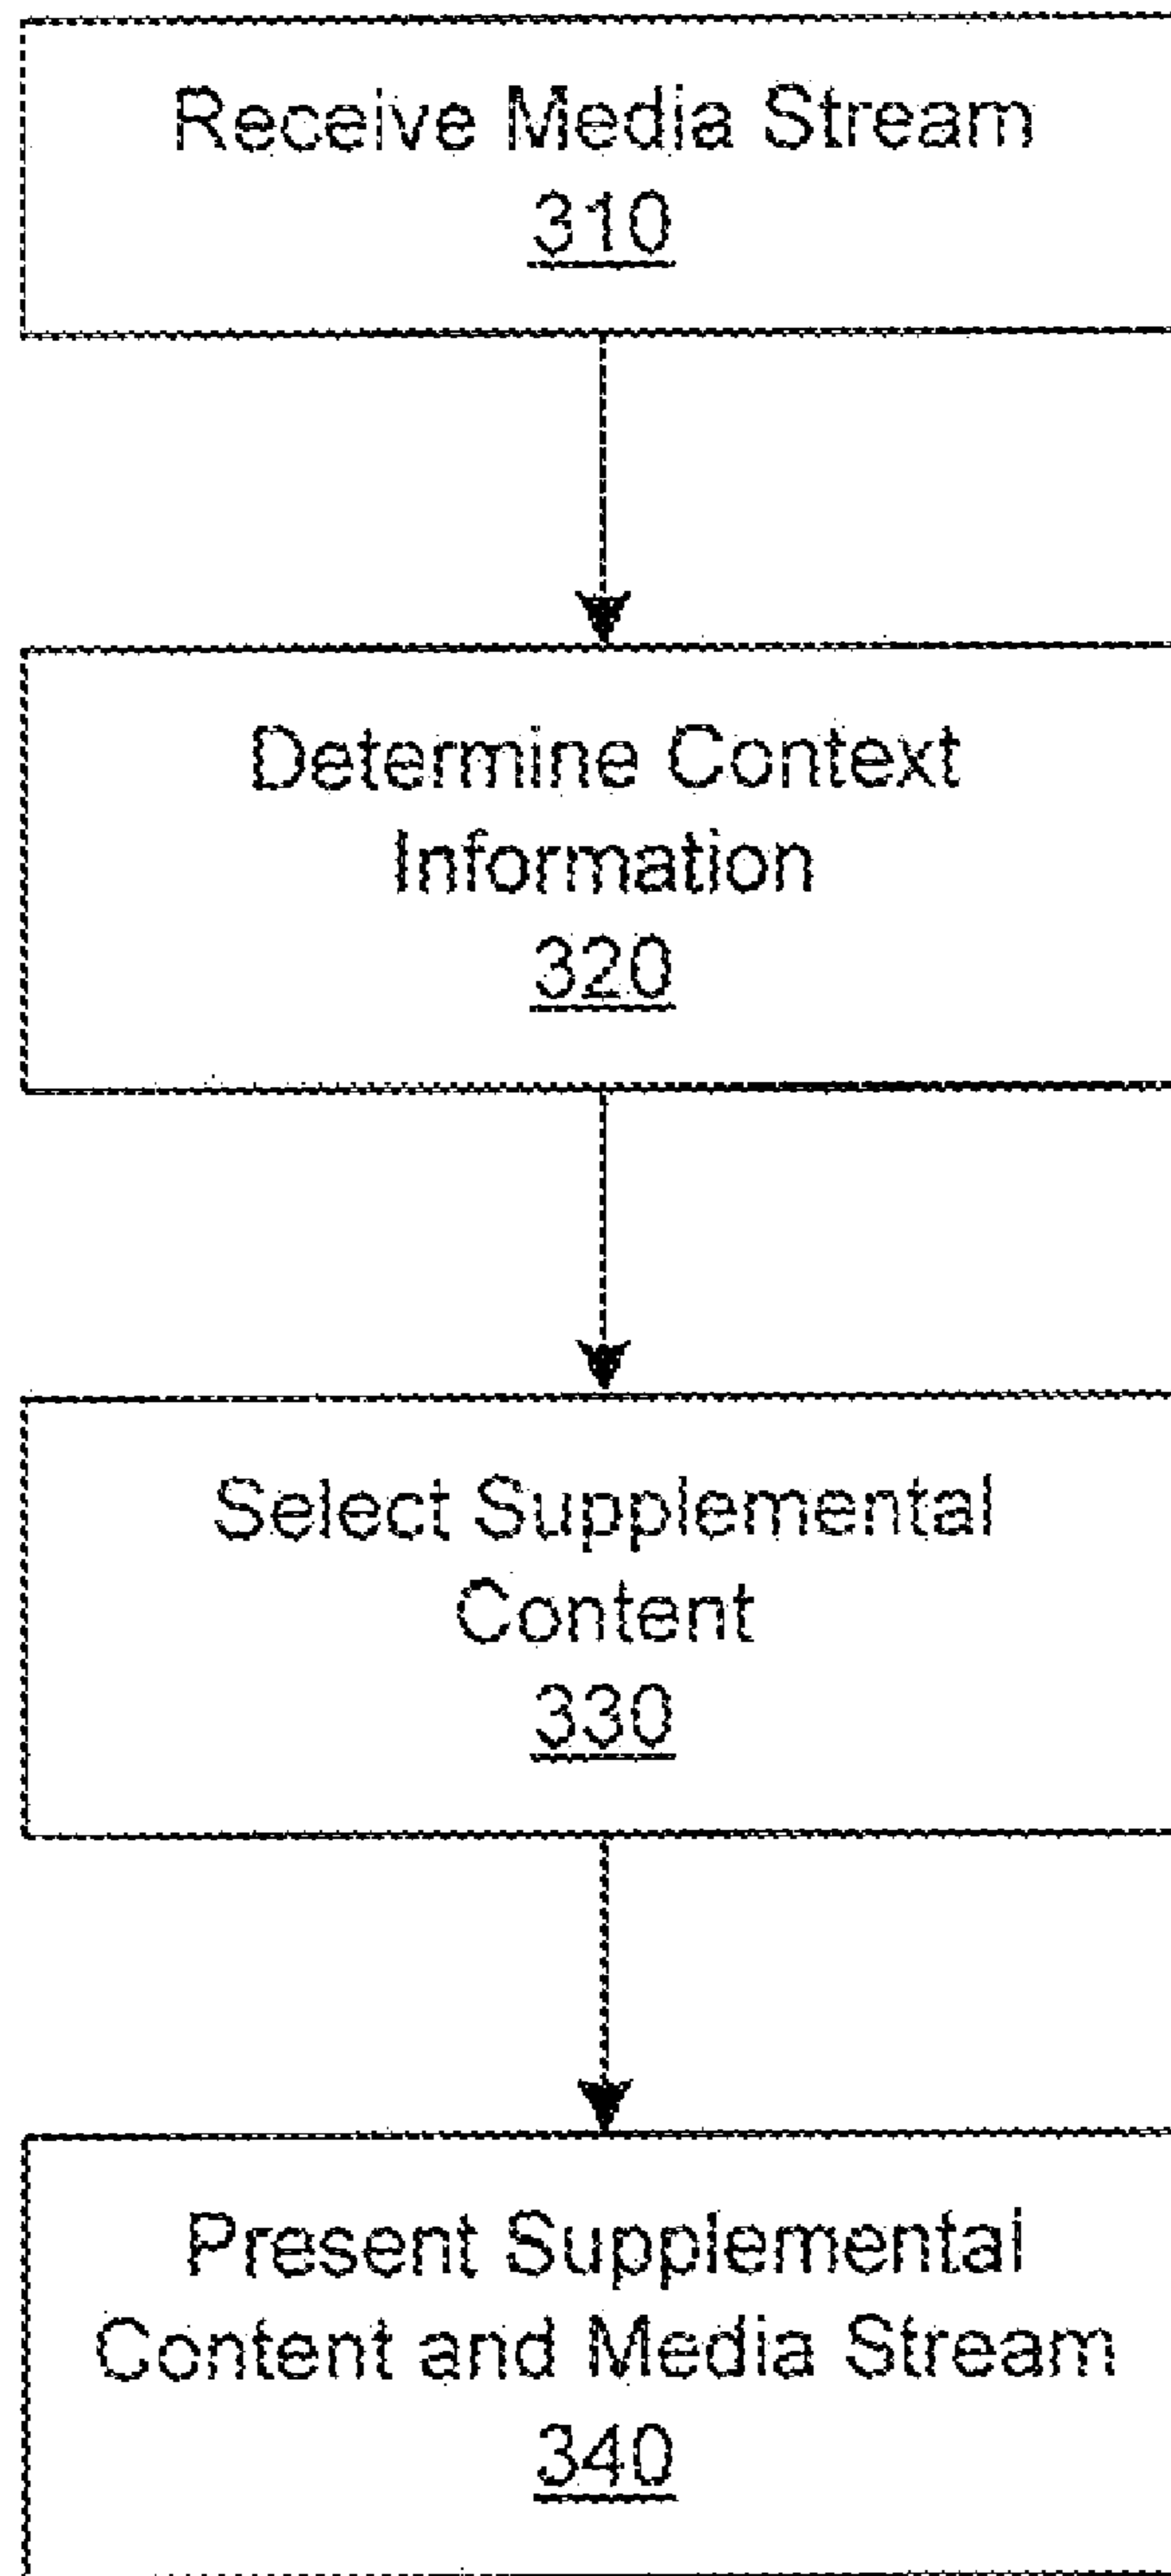 Receive Media Stream
310
Determine Context
Information
320
Select Supplemental
Content
330
Present Supplemental
Content and Media Stream
340